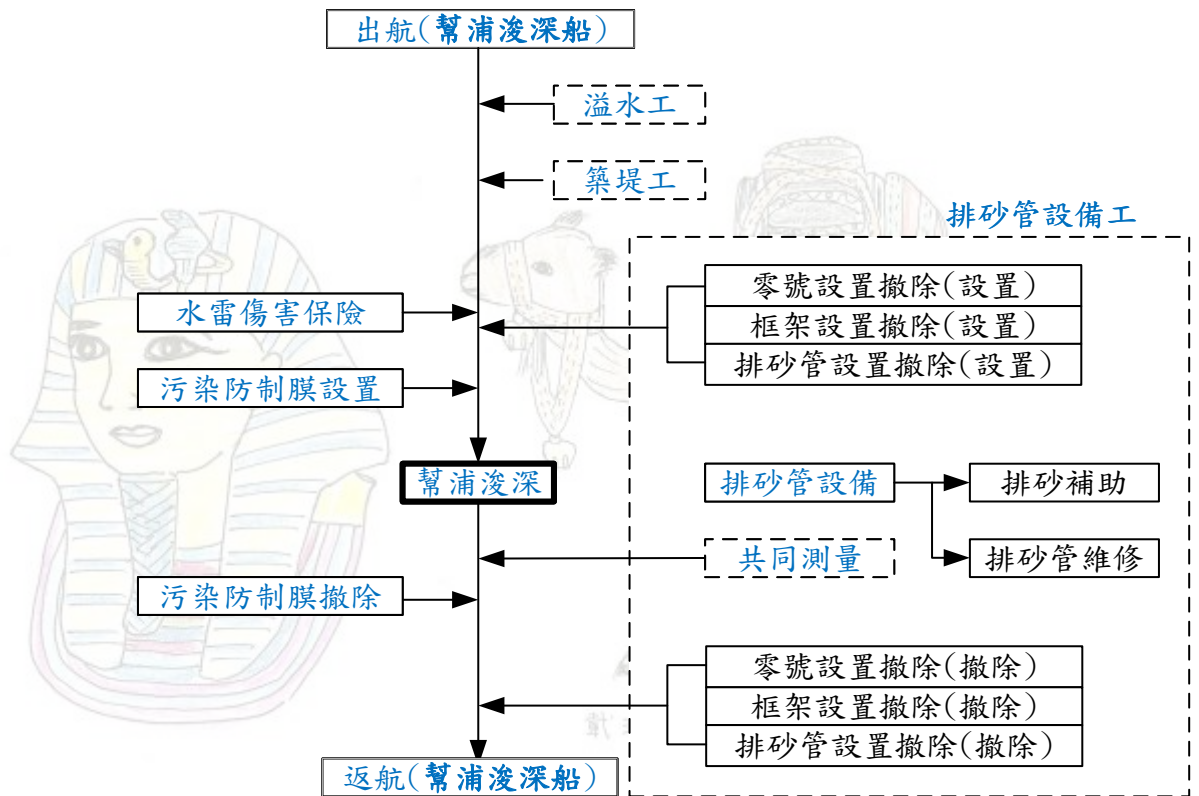 出航(幫浦浚深船)
溢水工
築堤工
排砂管設備工
零號設置撤除(設置)
水雷傷害保險
框架設置撤除(設置)
排砂管設置撤除(設置)
污染防制膜設置
幫浦浚深
排砂管設備
排砂補助
共同測量
排砂管維修
污染防制膜撤除
零號設置撤除(撤除)
框架設置撤除(撤除)
排砂管設置撤除(撤除)
返航(幫浦浚深船)